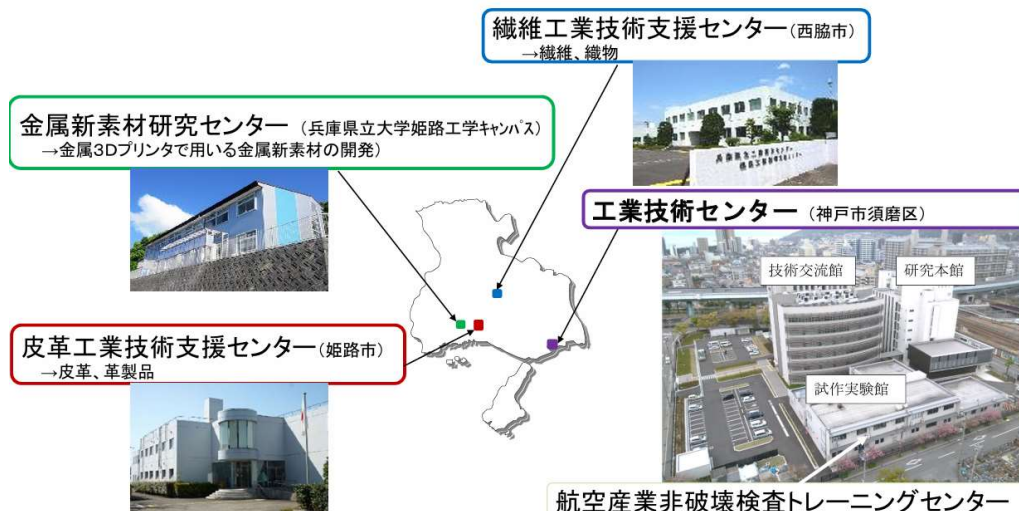 繊維工業技術支援センター(西脇市)
→繊維、織物
金属新素材研究センター (兵庫県立大学姫路工学キャンパス)
→金属3Dプリンタで用いる金属新素材の開発)
工業技術センター (神戸市須磨区)
技術交流館
研究本館
試作実験館
皮革工業技術支援センター(姫路市)
→皮革、革製品
航空産業非破壊検査トレーニングセンター